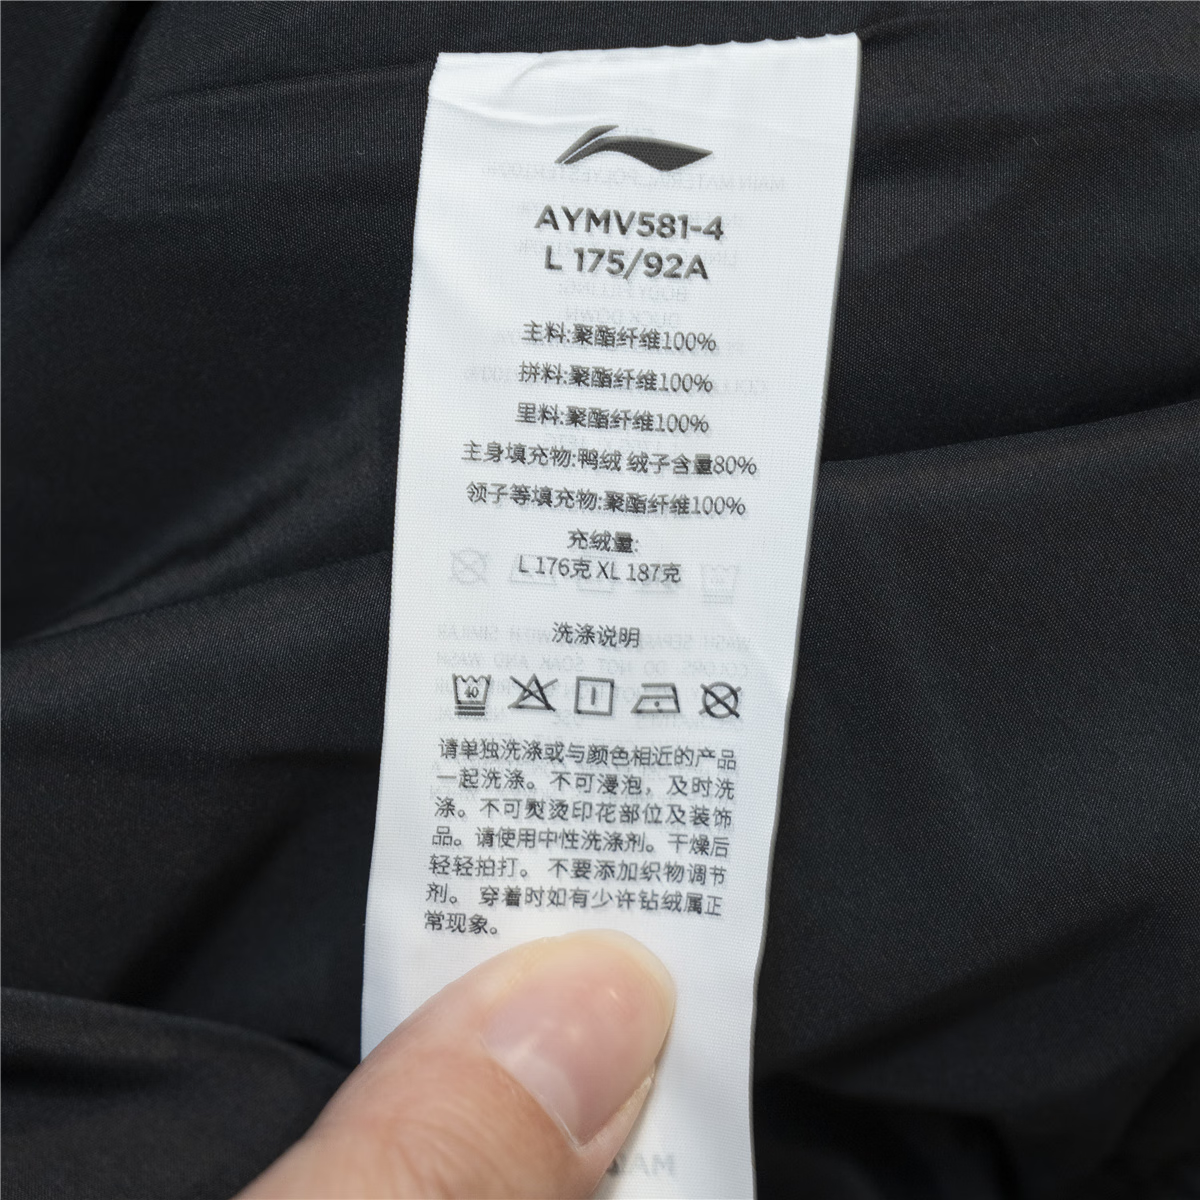 AYMV581-4
L 175/92A
主料:聚酯纤维100%
拼料:聚酯纤维100%
里料:聚酯纤维100%
主身填充物:鸭绒 绒子含量80%
领子等填充物:聚酯纤维100%
充绒量:
L 176克 XL 187克
洗涤说明
40
请单独洗涤或与颜色相近的产品
一起洗涤。不可浸泡，及时洗
涤。不可熨烫印花部位及装饰
品。请使用中性洗涤剂。干燥后
轻轻拍打。 不要添加织物调节
剂。 穿着时如有少许钻绒属正
常现象。